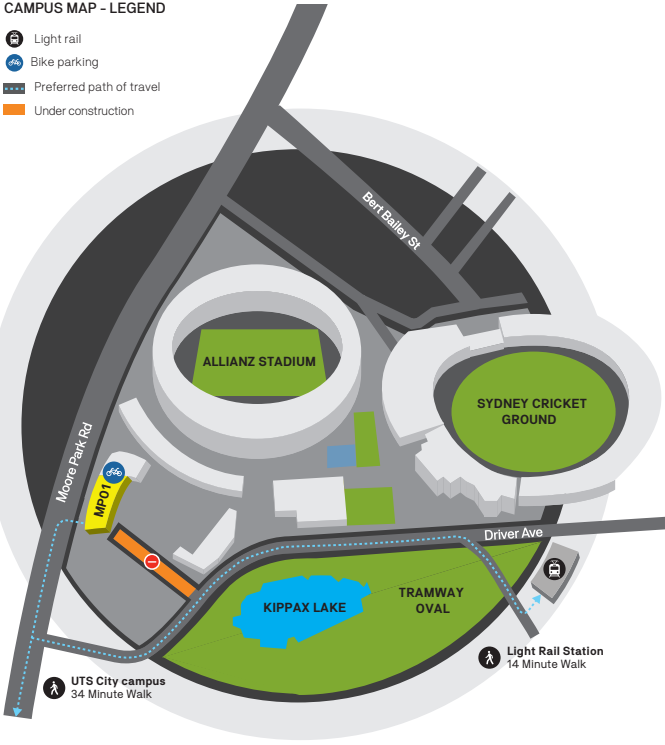 CAMPUS MAP - LEGEND
Light rail
Bike parking
Preferred path of travel
Under construction
Bert Bailey St
ALLIANZ STADIUM
SYDNEY CRICKET
GROUND
Moore Park Rd
MP01
Driver Ave
KIPPAX LAKE
TRAMWAY
OVAL
Light Rail Station
14 Minute Walk
UTS City campus
34 Minute Walk